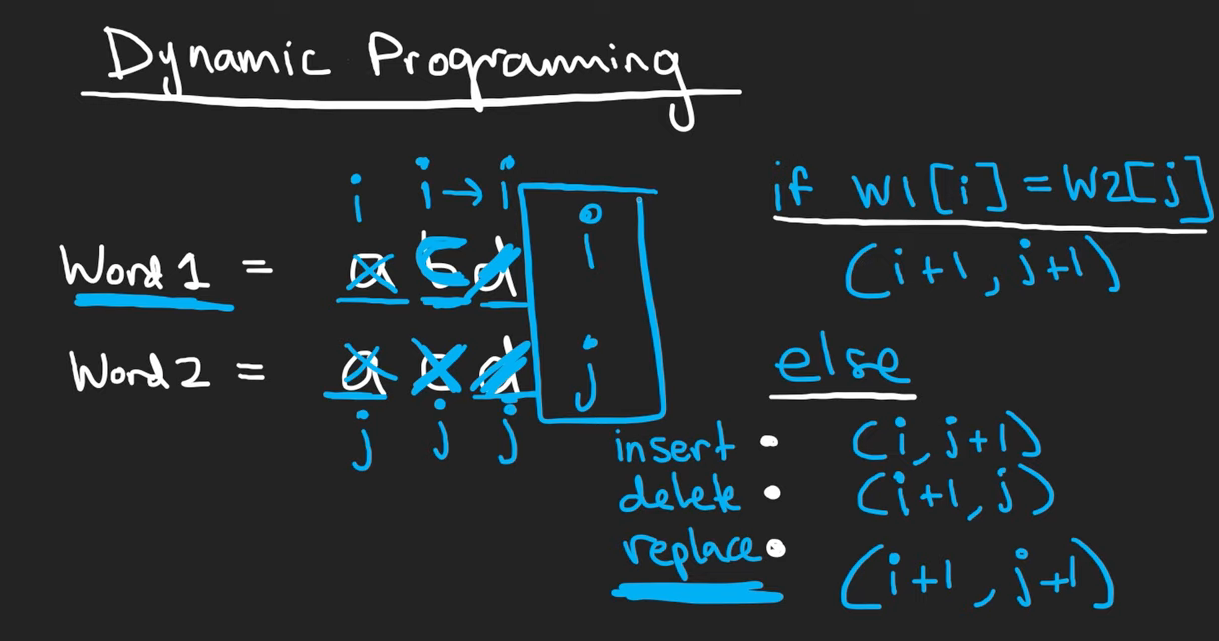 Dynamic Programming
i i → i i
Word 1 = a b d
Word 2 = a c d
j j j j
if W1[i] = W2[j]
(i+1, j+1)
else
insert • (i, j+1)
delete • (i+1, j)
replace • (i+1, j+1)